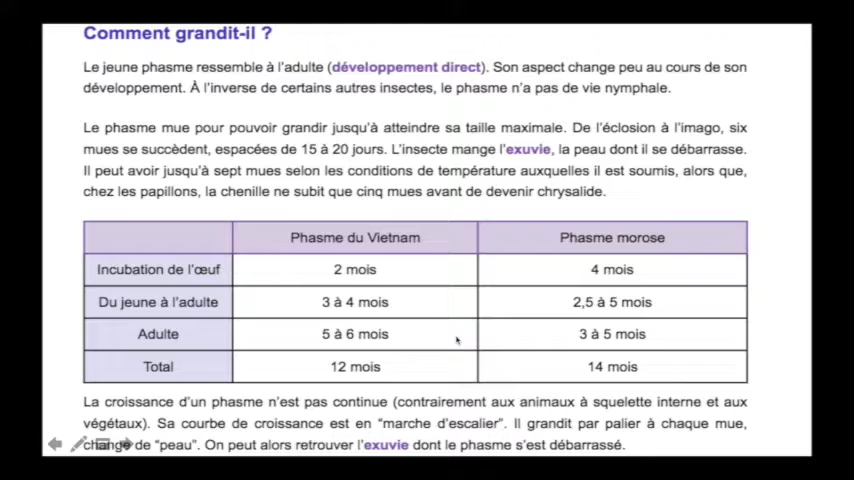 Comment grandit-il ?
Le jeune phasme ressemble à l’adulte (développement direct). Son aspect change peu au cours de son
développement. À l’inverse de certains autres insectes, le phasme n’a pas de vie nymphale.
Le phasme mue pour pouvoir grandir jusqu’à atteindre sa taille maximale. De l’éclosion à l’imago, six
mues se succèdent, espacées de 15 à 20 jours. L’insecte mange l’exuvie, la peau dont il se débarrasse.
Il peut avoir jusqu’à sept mues selon les conditions de température auxquelles il est soumis, alors que,
chez les papillons, la chenille ne subit que cinq mues avant de devenir chrysalide.
Phasme du Vietnam Phasme morose
Incubation de l’œuf 2 mois 4 mois
Du jeune à l’adulte 3 à 4 mois 2,5 à 5 mois
Adulte 5 à 6 mois 3 à 5 mois
Total 12 mois 14 mois
La croissance d’un phasme n’est pas continue (contrairement aux animaux à squelette interne et aux
végétaux). Sa courbe de croissance est en “marche d’escalier”. Il grandit par palier à chaque mue,
change de “peau”. On peut alors retrouver l’exuvie dont le phasme s’est débarrassé.